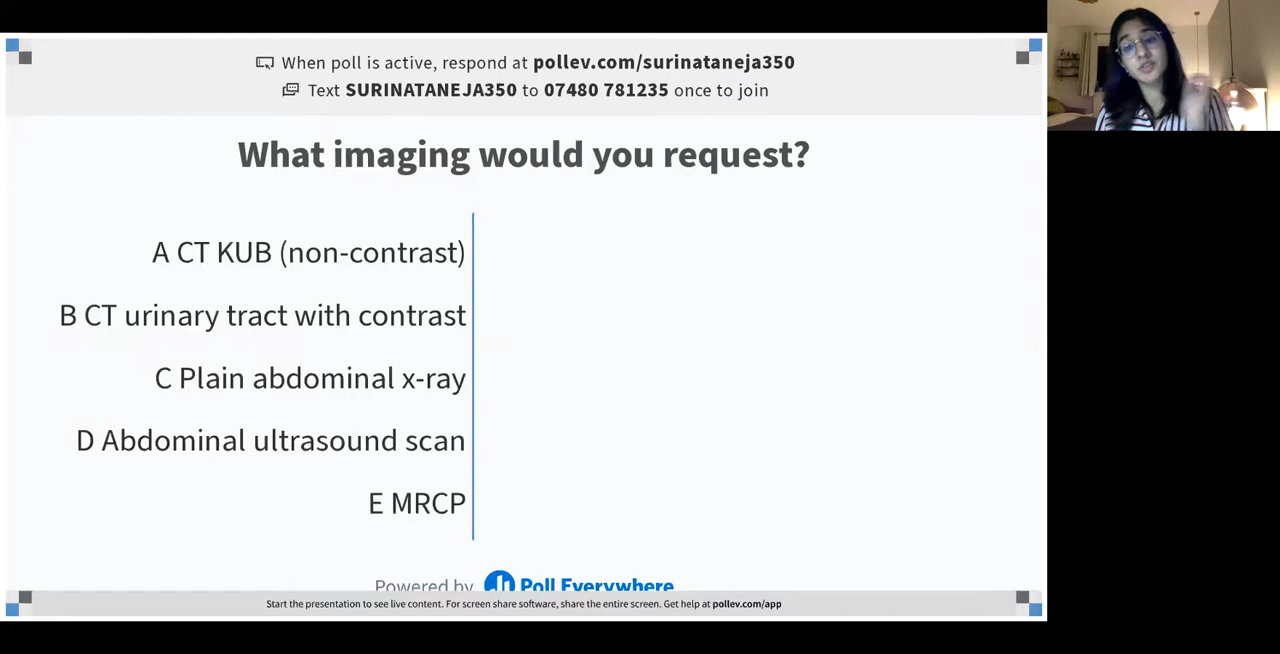 When poll is active, respond at pollev.com/surinataneja350
Text SURINATANEJA350 to 07480 781235 once to join
What imaging would you request?
A CT KUB (non-contrast)
B CT urinary tract with contrast
C Plain abdominal x-ray
D Abdominal ultrasound scan
E MRCP
Powered by Poll Everywhere
Start the presentation to see live content. For screen share software, share the entire screen. Get help at pollev.com/app